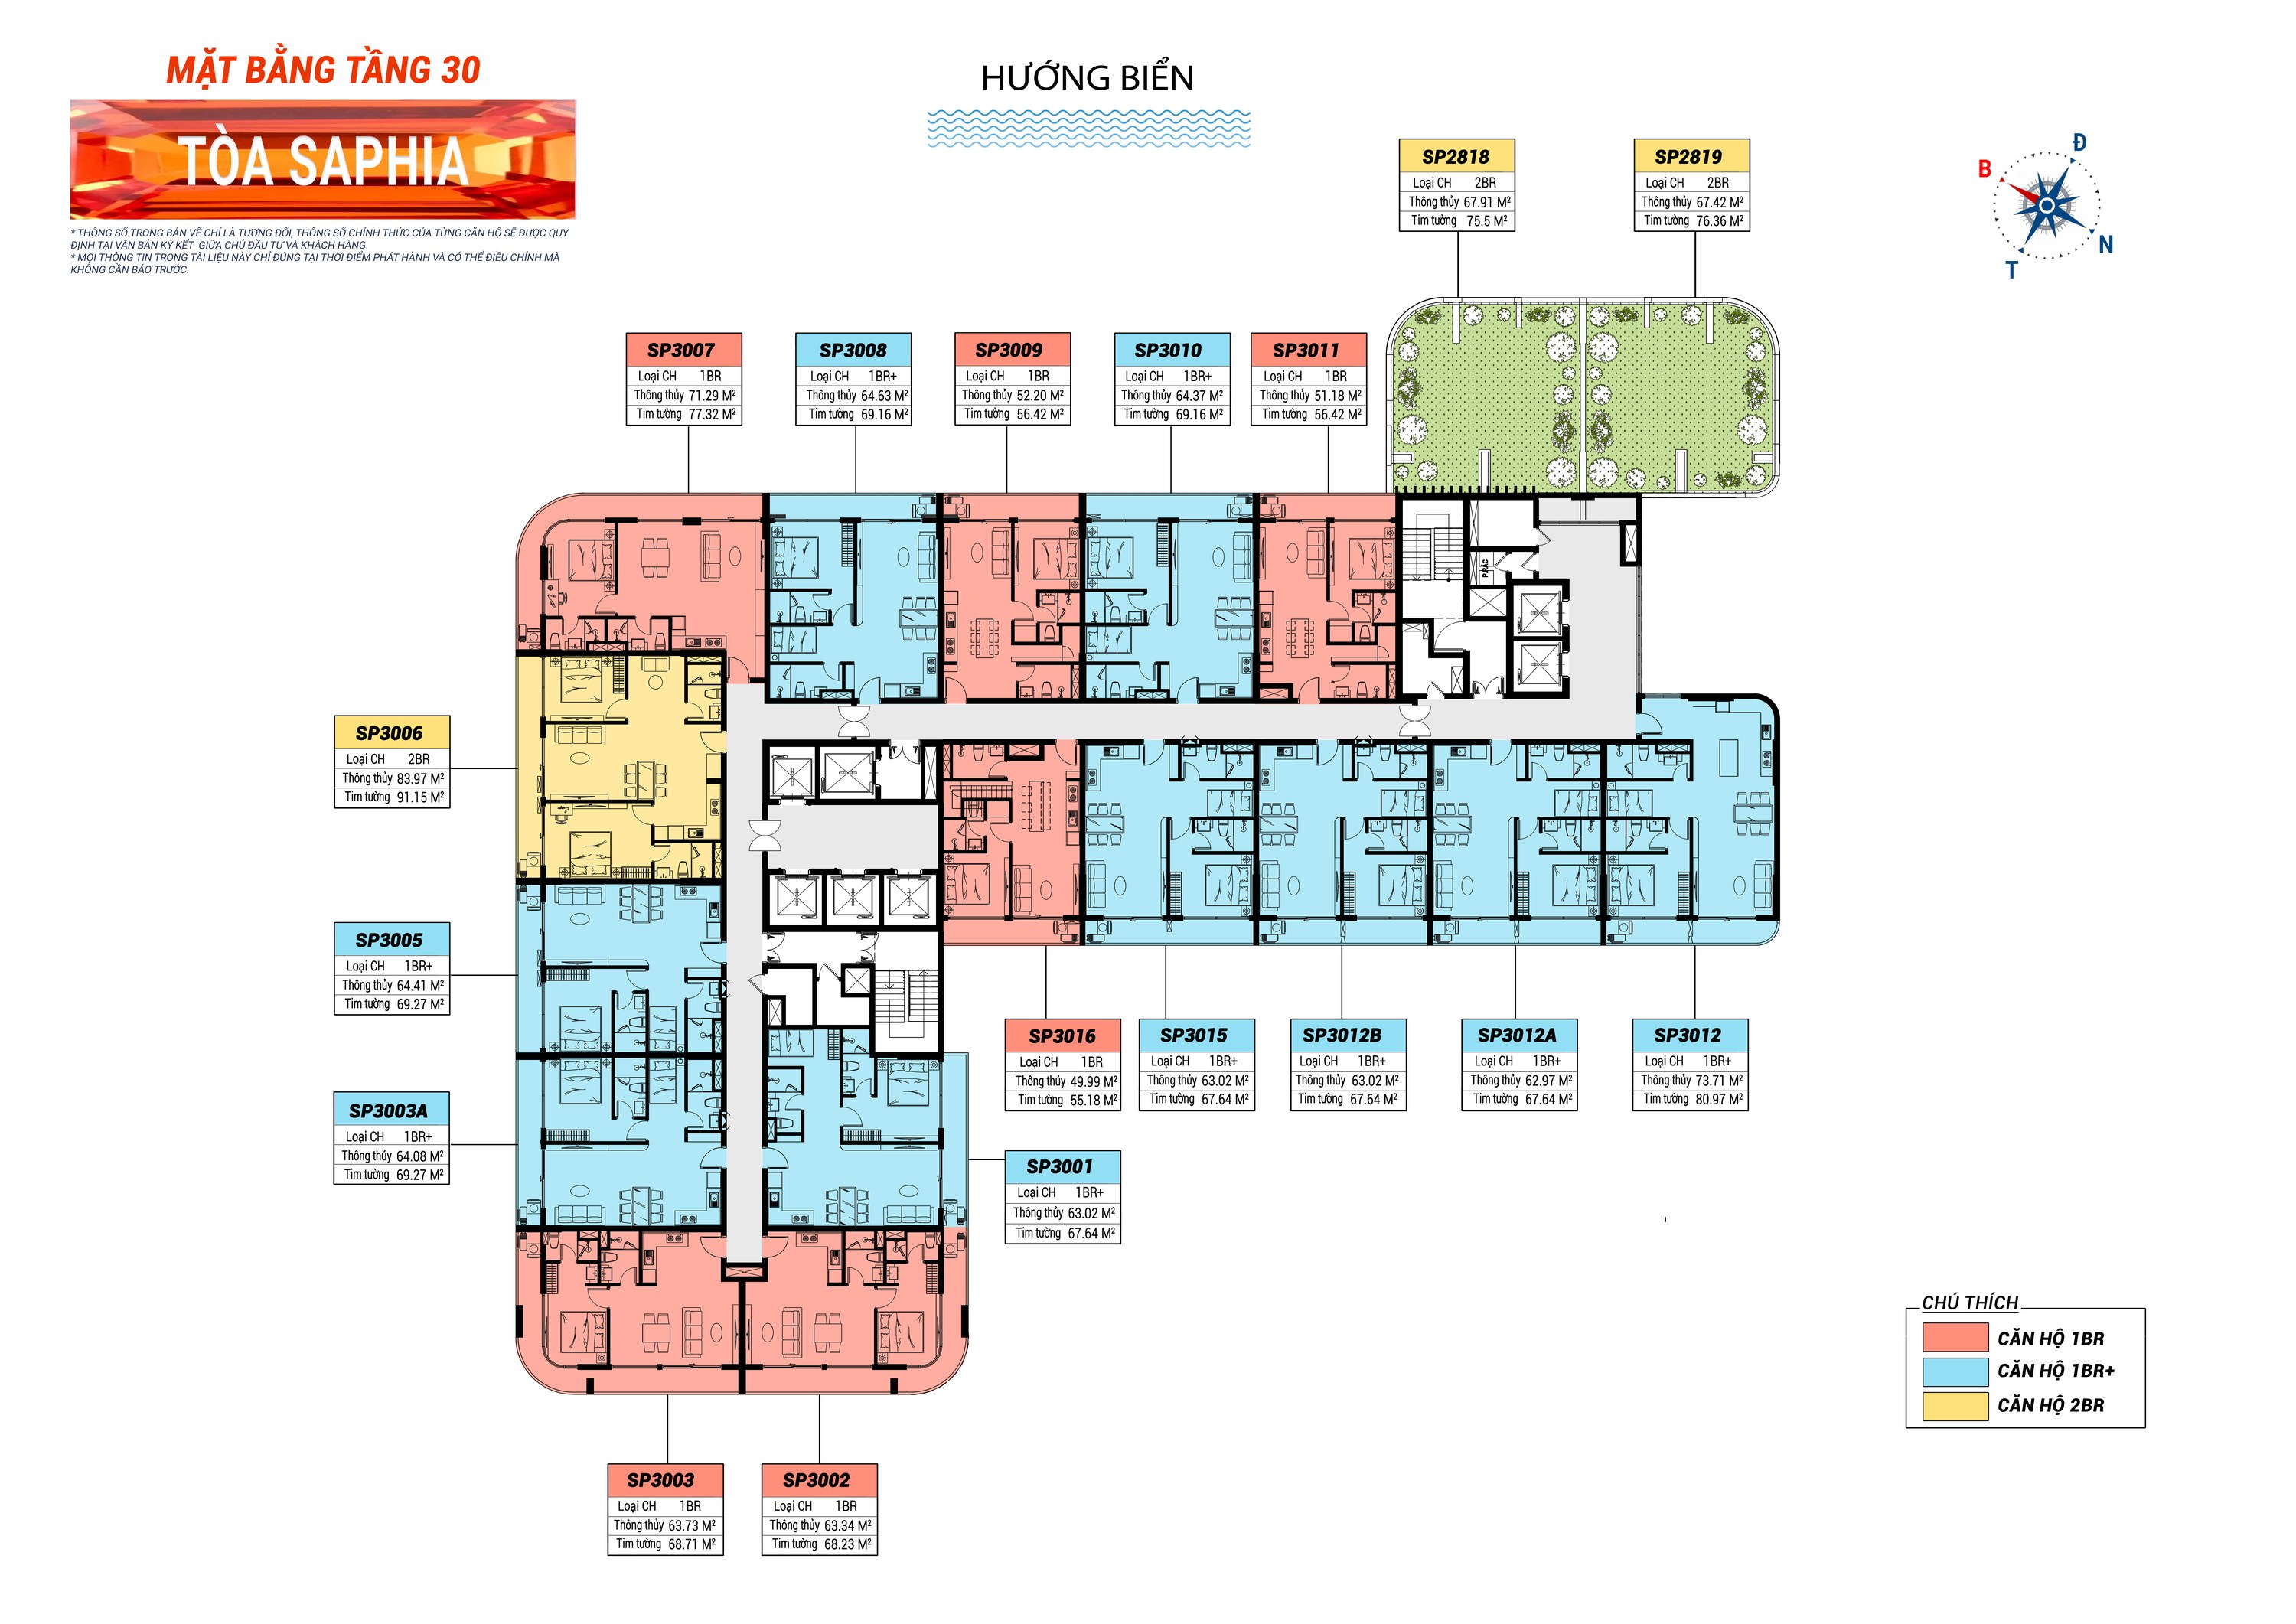 MẶT BẰNG TẦNG 30
TÒA SAPHIA
* THÔNG SỐ TRONG BẢN VẼ CHỈ LÀ TƯƠNG ĐỐI, THÔNG SỐ CHÍNH THỨC CỦA TỪNG CĂN HỘ SẼ ĐƯỢC QUY
ĐỊNH TẠI VĂN BẢN KÝ KẾT GIỮA CHỦ ĐẦU TƯ VÀ KHÁCH HÀNG.
* MỌI THÔNG TIN TRONG TÀI LIỆU NÀY CHỈ ĐÚNG TẠI THỜI ĐIỂM PHÁT HÀNH VÀ CÓ THỂ ĐIỀU CHỈNH MÀ
KHÔNG CẦN BÁO TRƯỚC.
HƯỚNG BIỂN
SP2818
Loại CH 2BR
Thông thủy 67.91 M²
Tim tường 75.5 M²
SP2819
Loại CH 2BR
Thông thủy 67.42 M²
Tim tường 76.36 M²
Đ
B
N
T
SP3007
Loại CH 1BR
Thông thủy 71.29 M²
Tim tường 77.32 M²
SP3008
Loại CH 1BR+
Thông thủy 64.63 M²
Tim tường 69.16 M²
SP3009
Loại CH 1BR
Thông thủy 52.20 M²
Tim tường 56.42 M²
SP3010
Loại CH 1BR+
Thông thủy 64.37 M²
Tim tường 69.16 M²
SP3011
Loại CH 1BR
Thông thủy 51.18 M²
Tim tường 56.42 M²
P.RÁC
SP3006
Loại CH 2BR
Thông thủy 83.97 M²
Tim tường 91.15 M²
SP3005
Loại CH 1BR+
Thông thủy 64.41 M²
Tim tường 69.27 M²
SP3003A
Loại CH 1BR+
Thông thủy 64.08 M²
Tim tường 69.27 M²
SP3016
Loại CH 1BR
Thông thủy 49.99 M²
Tim tường 55.18 M²
SP3015
Loại CH 1BR+
Thông thủy 63.02 M²
Tim tường 67.64 M²
SP3012B
Loại CH 1BR+
Thông thủy 63.02 M²
Tim tường 67.64 M²
SP3012A
Loại CH 1BR+
Thông thủy 62.97 M²
Tim tường 67.64 M²
SP3012
Loại CH 1BR+
Thông thủy 73.71 M²
Tim tường 80.97 M²
SP3001
Loại CH 1BR+
Thông thủy 63.02 M²
Tim tường 67.64 M²
SP3003
Loại CH 1BR
Thông thủy 63.73 M²
Tim tường 68.71 M²
SP3002
Loại CH 1BR
Thông thủy 63.34 M²
Tim tường 68.23 M²
CHÚ THÍCH
CĂN HỘ 1BR
CĂN HỘ 1BR+
CĂN HỘ 2BR